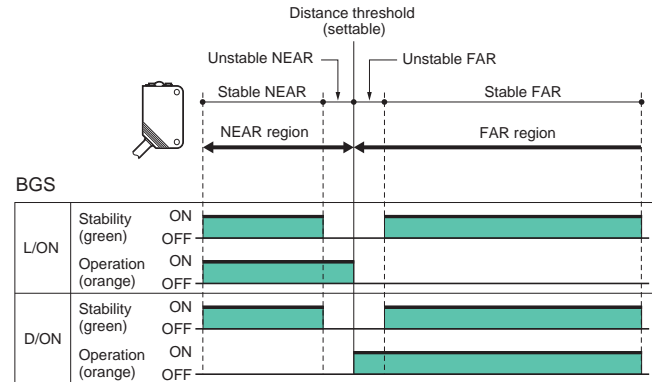 Distance threshold
(settable)
Unstable NEAR
Unstable FAR
Stable NEAR
Stable FAR
NEAR region
FAR region
BGS
L/ON
Stability
(green)
ON
OFF
Operation
(orange)
ON
OFF
D/ON
Stability
(green)
ON
OFF
Operation
(orange)
ON
OFF